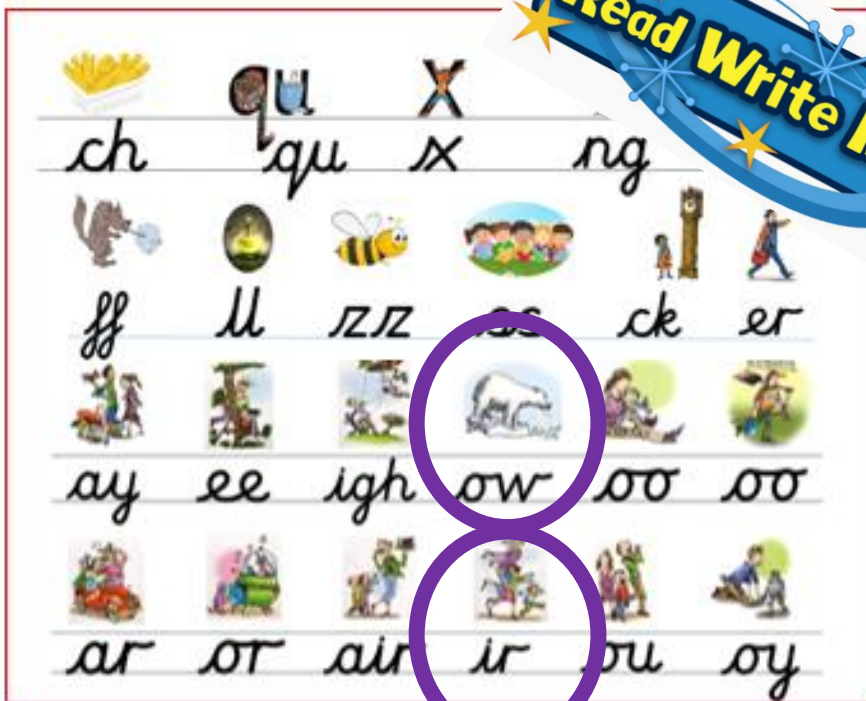 Read Write
ch qu x ng
ff ll zz ss ck er
ay ee igh ow oo oo
ar or air ir ou oy